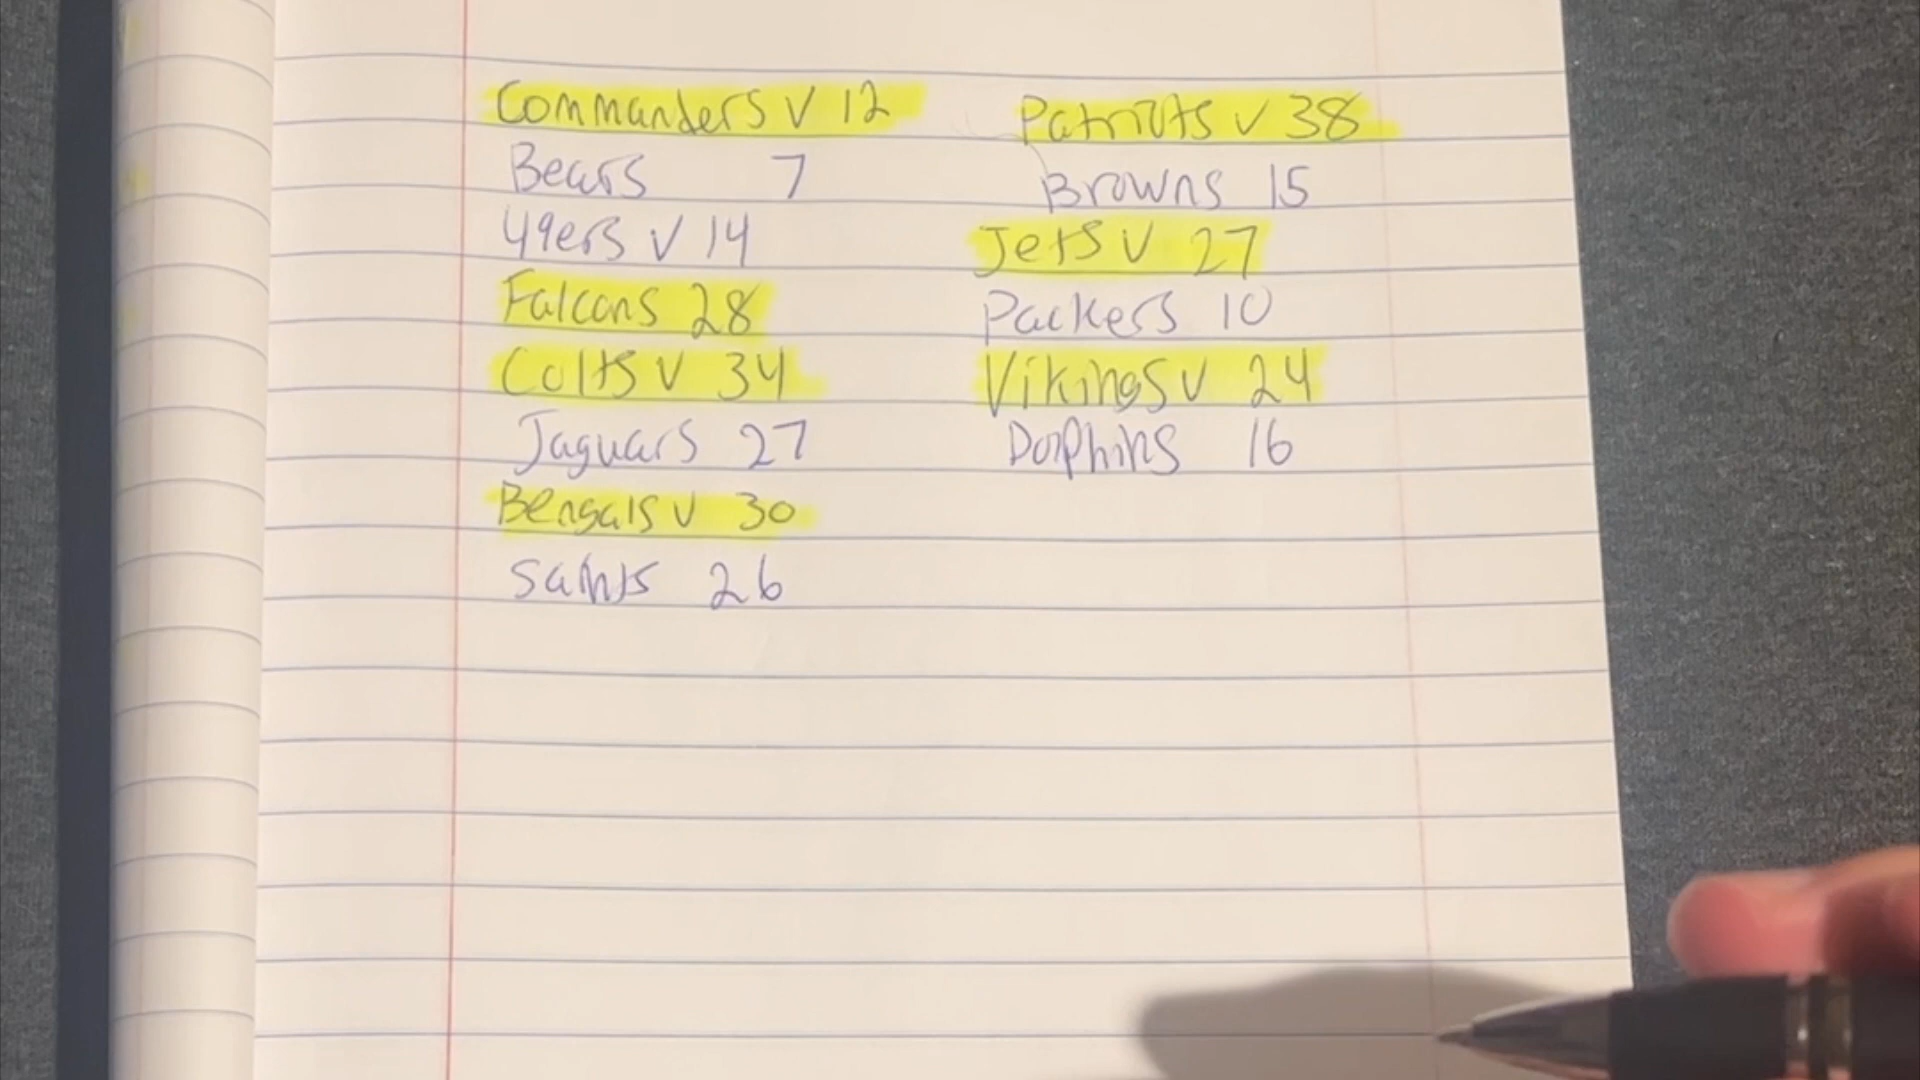 Commanders v 12
Bears 7
49ers v 14
Falcons 28
Colts v 34
Jaguars 27
Bengals v 30
Saints 26
Patriots v 38
Browns 15
Jets v 27
Packers 10
Vikings v 24
Dolphins 16